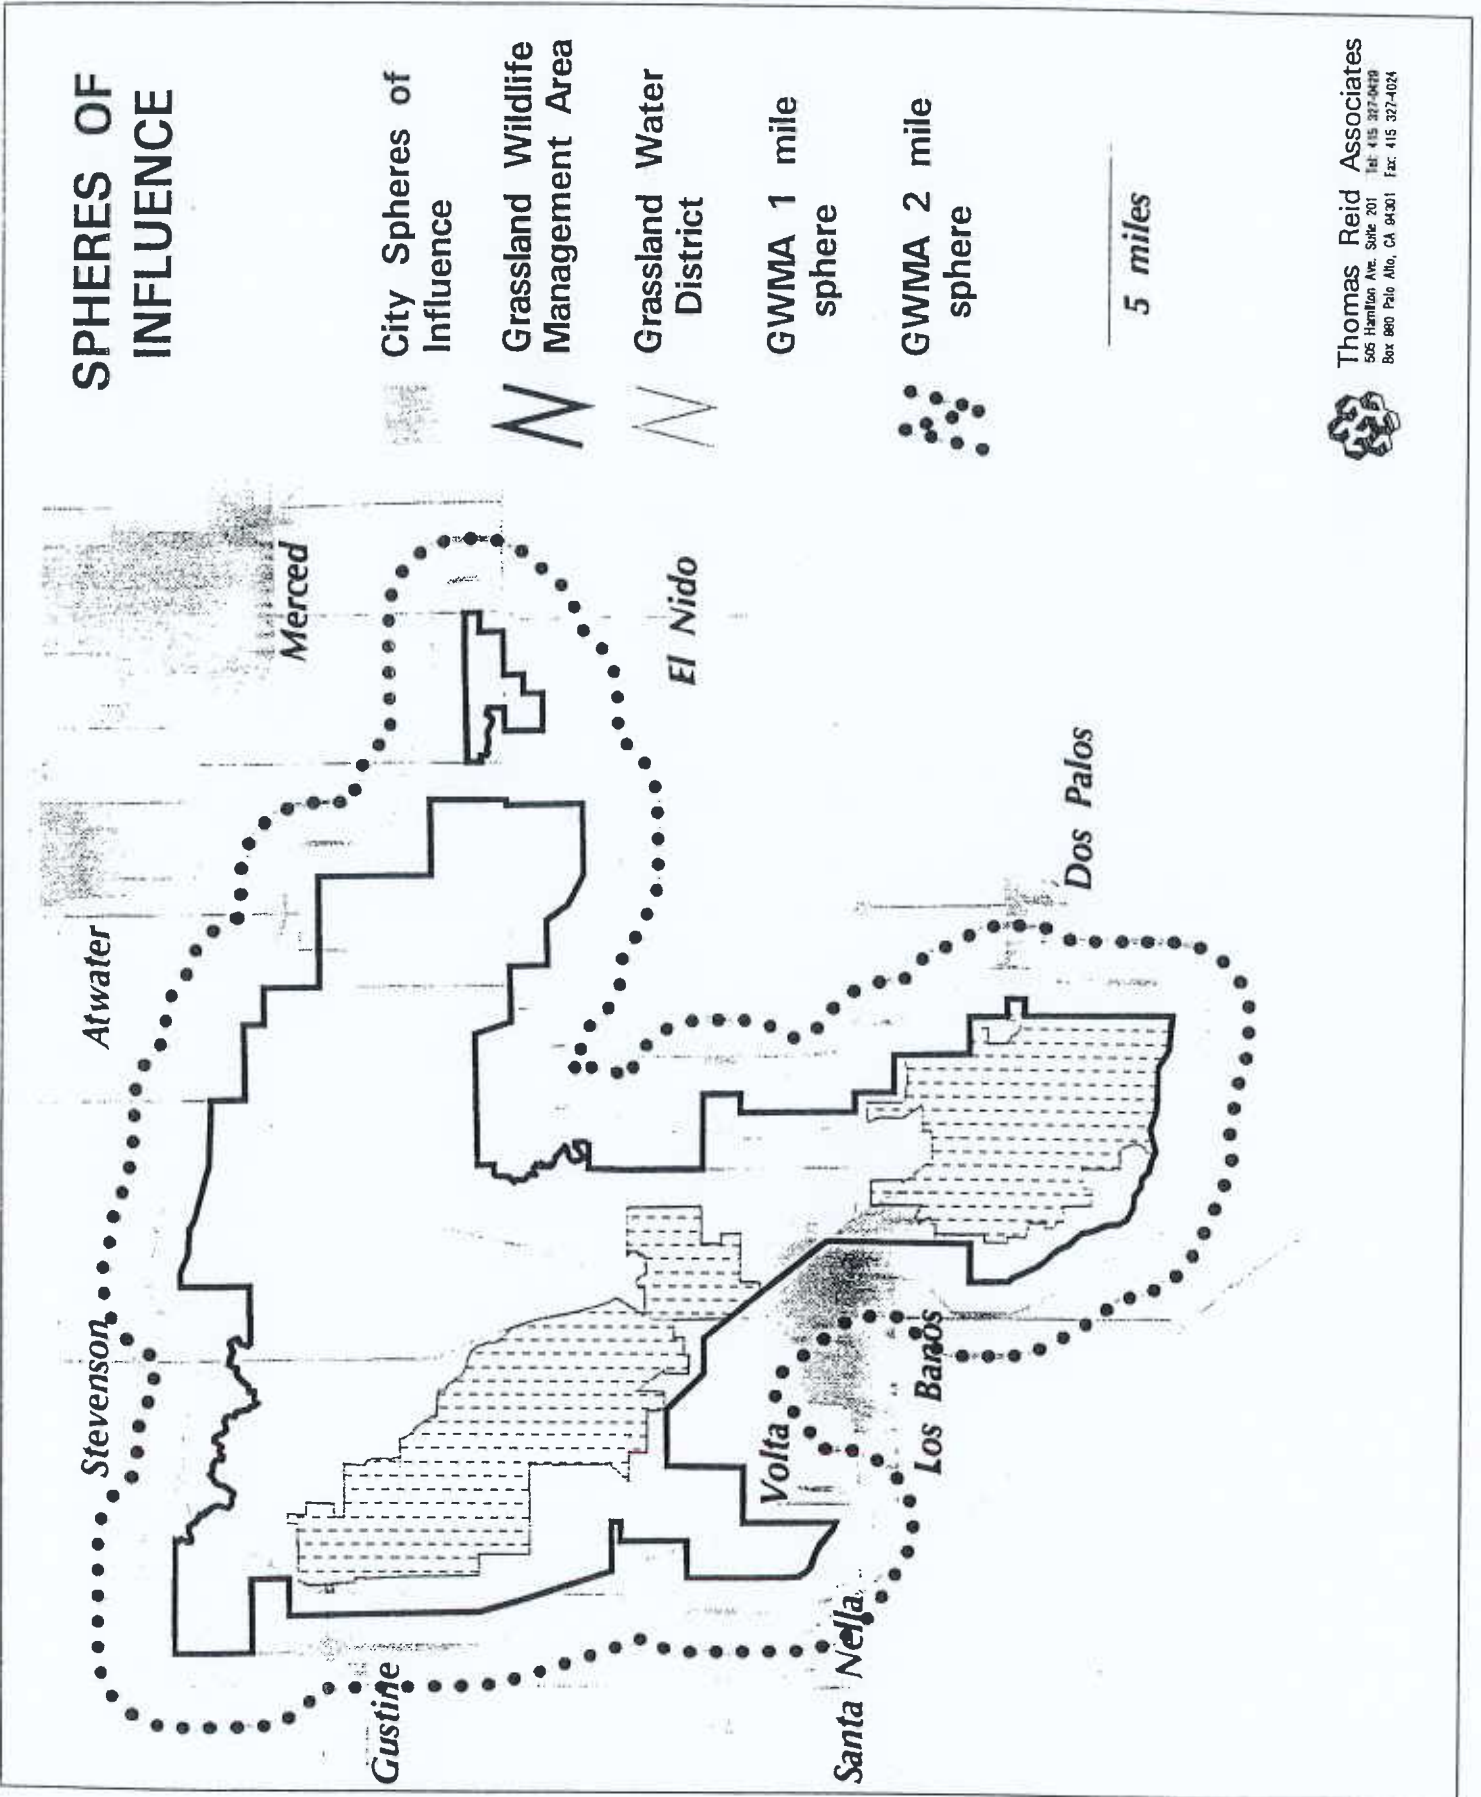 SPHERES OF
INFLUENCE
City Spheres of
Influence
Grassland Wildlife
Management Area
Grassland Water
District
GWMA 1 mile
sphere
GWMA 2 mile
sphere
5 miles
Thomas Reid Associates
505 Hamilton Ave. Suite 201 Tel: 415 327-0429
Box 880 Palo Alto, CA 94301 Fax: 415 327-4024
Merced
Atwater
El Nido
Stevenson
Dos Palos
Gustine
Volta
Los Banos
Santa Nella